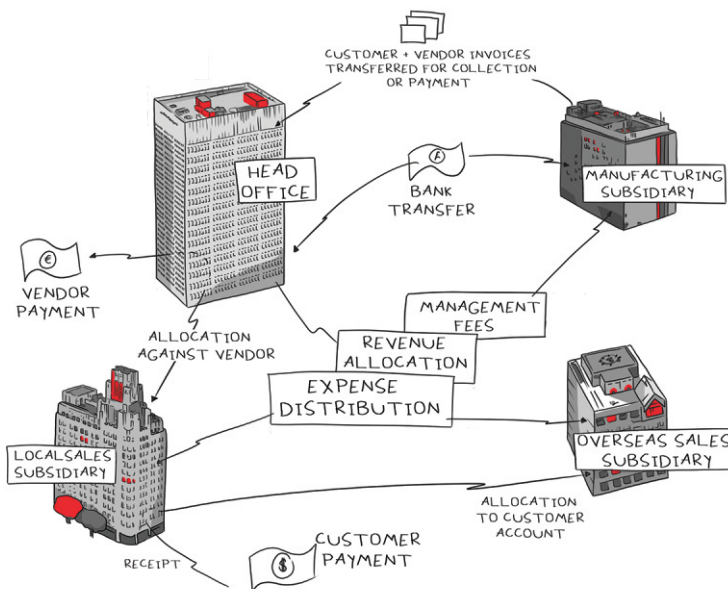 CUSTOMER + VENDOR INVOICES
TRANSFERRED FOR COLLECTION
OR PAYMENT
HEAD
OFFICE
£
BANK
TRANSFER
MANUFACTURING
SUBSIDIARY
€
VENDOR
PAYMENT
MANAGEMENT
FEES
ALLOCATION
AGAINST VENDOR
REVENUE
ALLOCATION
EXPENSE
DISTRIBUTION
LOCALSALES
SUBSIDIARY
OVERSEAS SALES
SUBSIDIARY
ALLOCATION
TO CUSTOMER
ACCOUNT
RECEIPT
$
CUSTOMER
PAYMENT